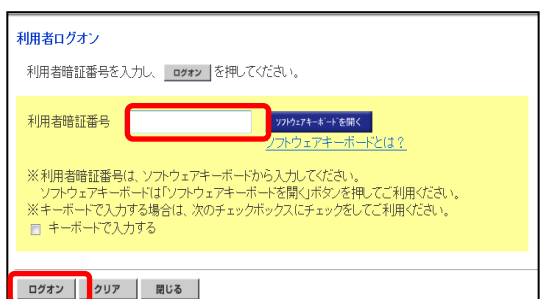 利用者ログオン
利用者暗証番号を入力し、 ログオン を押してください。
利用者暗証番号 ソフトウェアキーボードを開く
ソフトウェアキーボードとは？
※利用者暗証番号は、ソフトウェアキーボードから入力してください。
ソフトウェアキーボードは「ソフトウェアキーボードを開く」ボタンを押してご利用ください。
※キーボードで入力する場合は、次のチェックボックスにチェックをしてご利用ください。
キーボードで入力する
ログオン クリア 閉じる